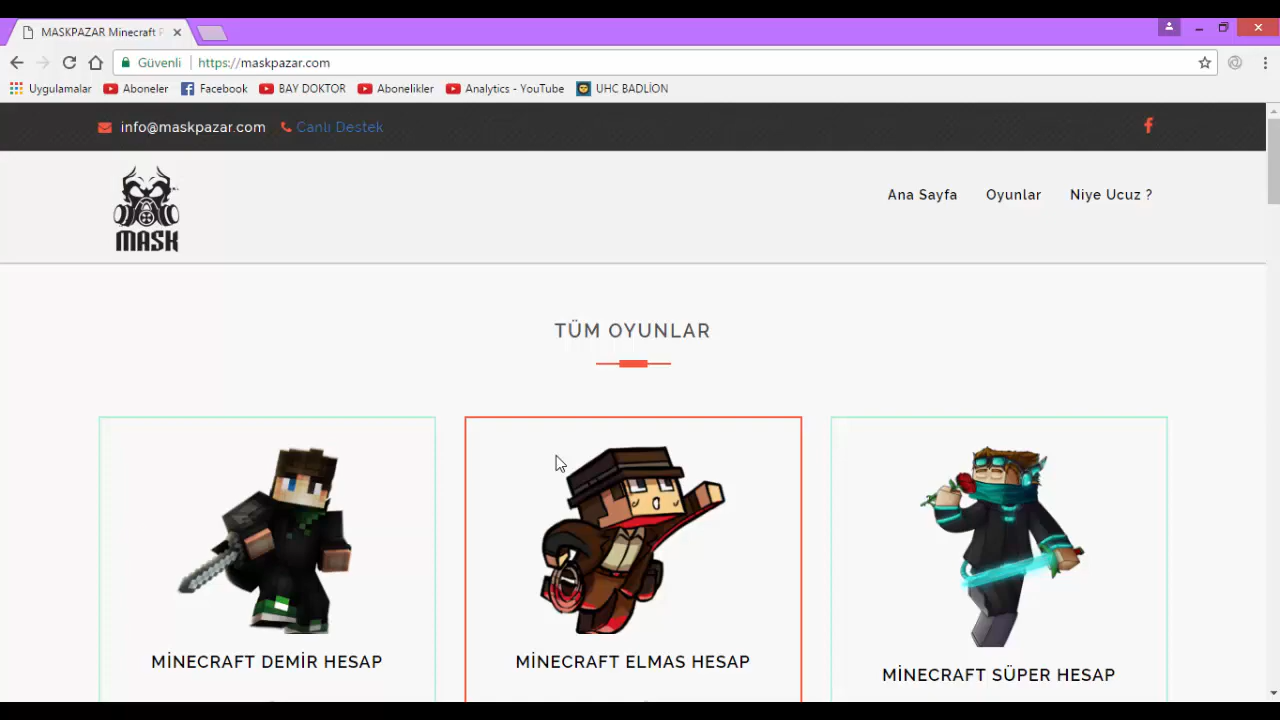 MASKPAZAR Minecraft P
Güvenli https://maskpazar.com
Uygulamalar Aboneler Facebook BAY DOKTOR Abonelikler Analytics - YouTube UHC BADLİON
info@maskpazar.com Canlı Destek
MASK
Ana Sayfa Oyunlar Niye Ucuz ?
TÜM OYUNLAR
MİNECRAFT DEMİR HESAP MİNECRAFT ELMAS HESAP MİNECRAFT SÜPER HESAP